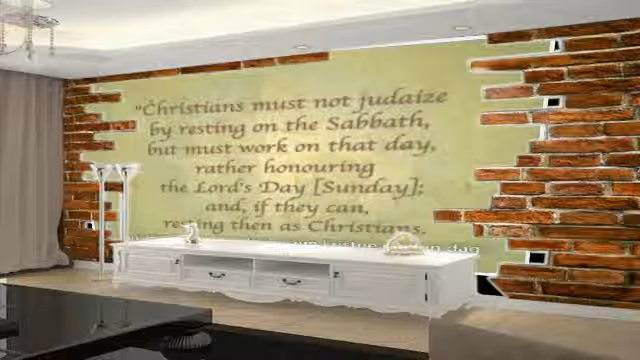 "Christians must not judaize
by resting on the Sabbath,
but must work on that day,
rather honouring
the Lord's Day [Sunday];
and, if they can,
resting then as Christians.